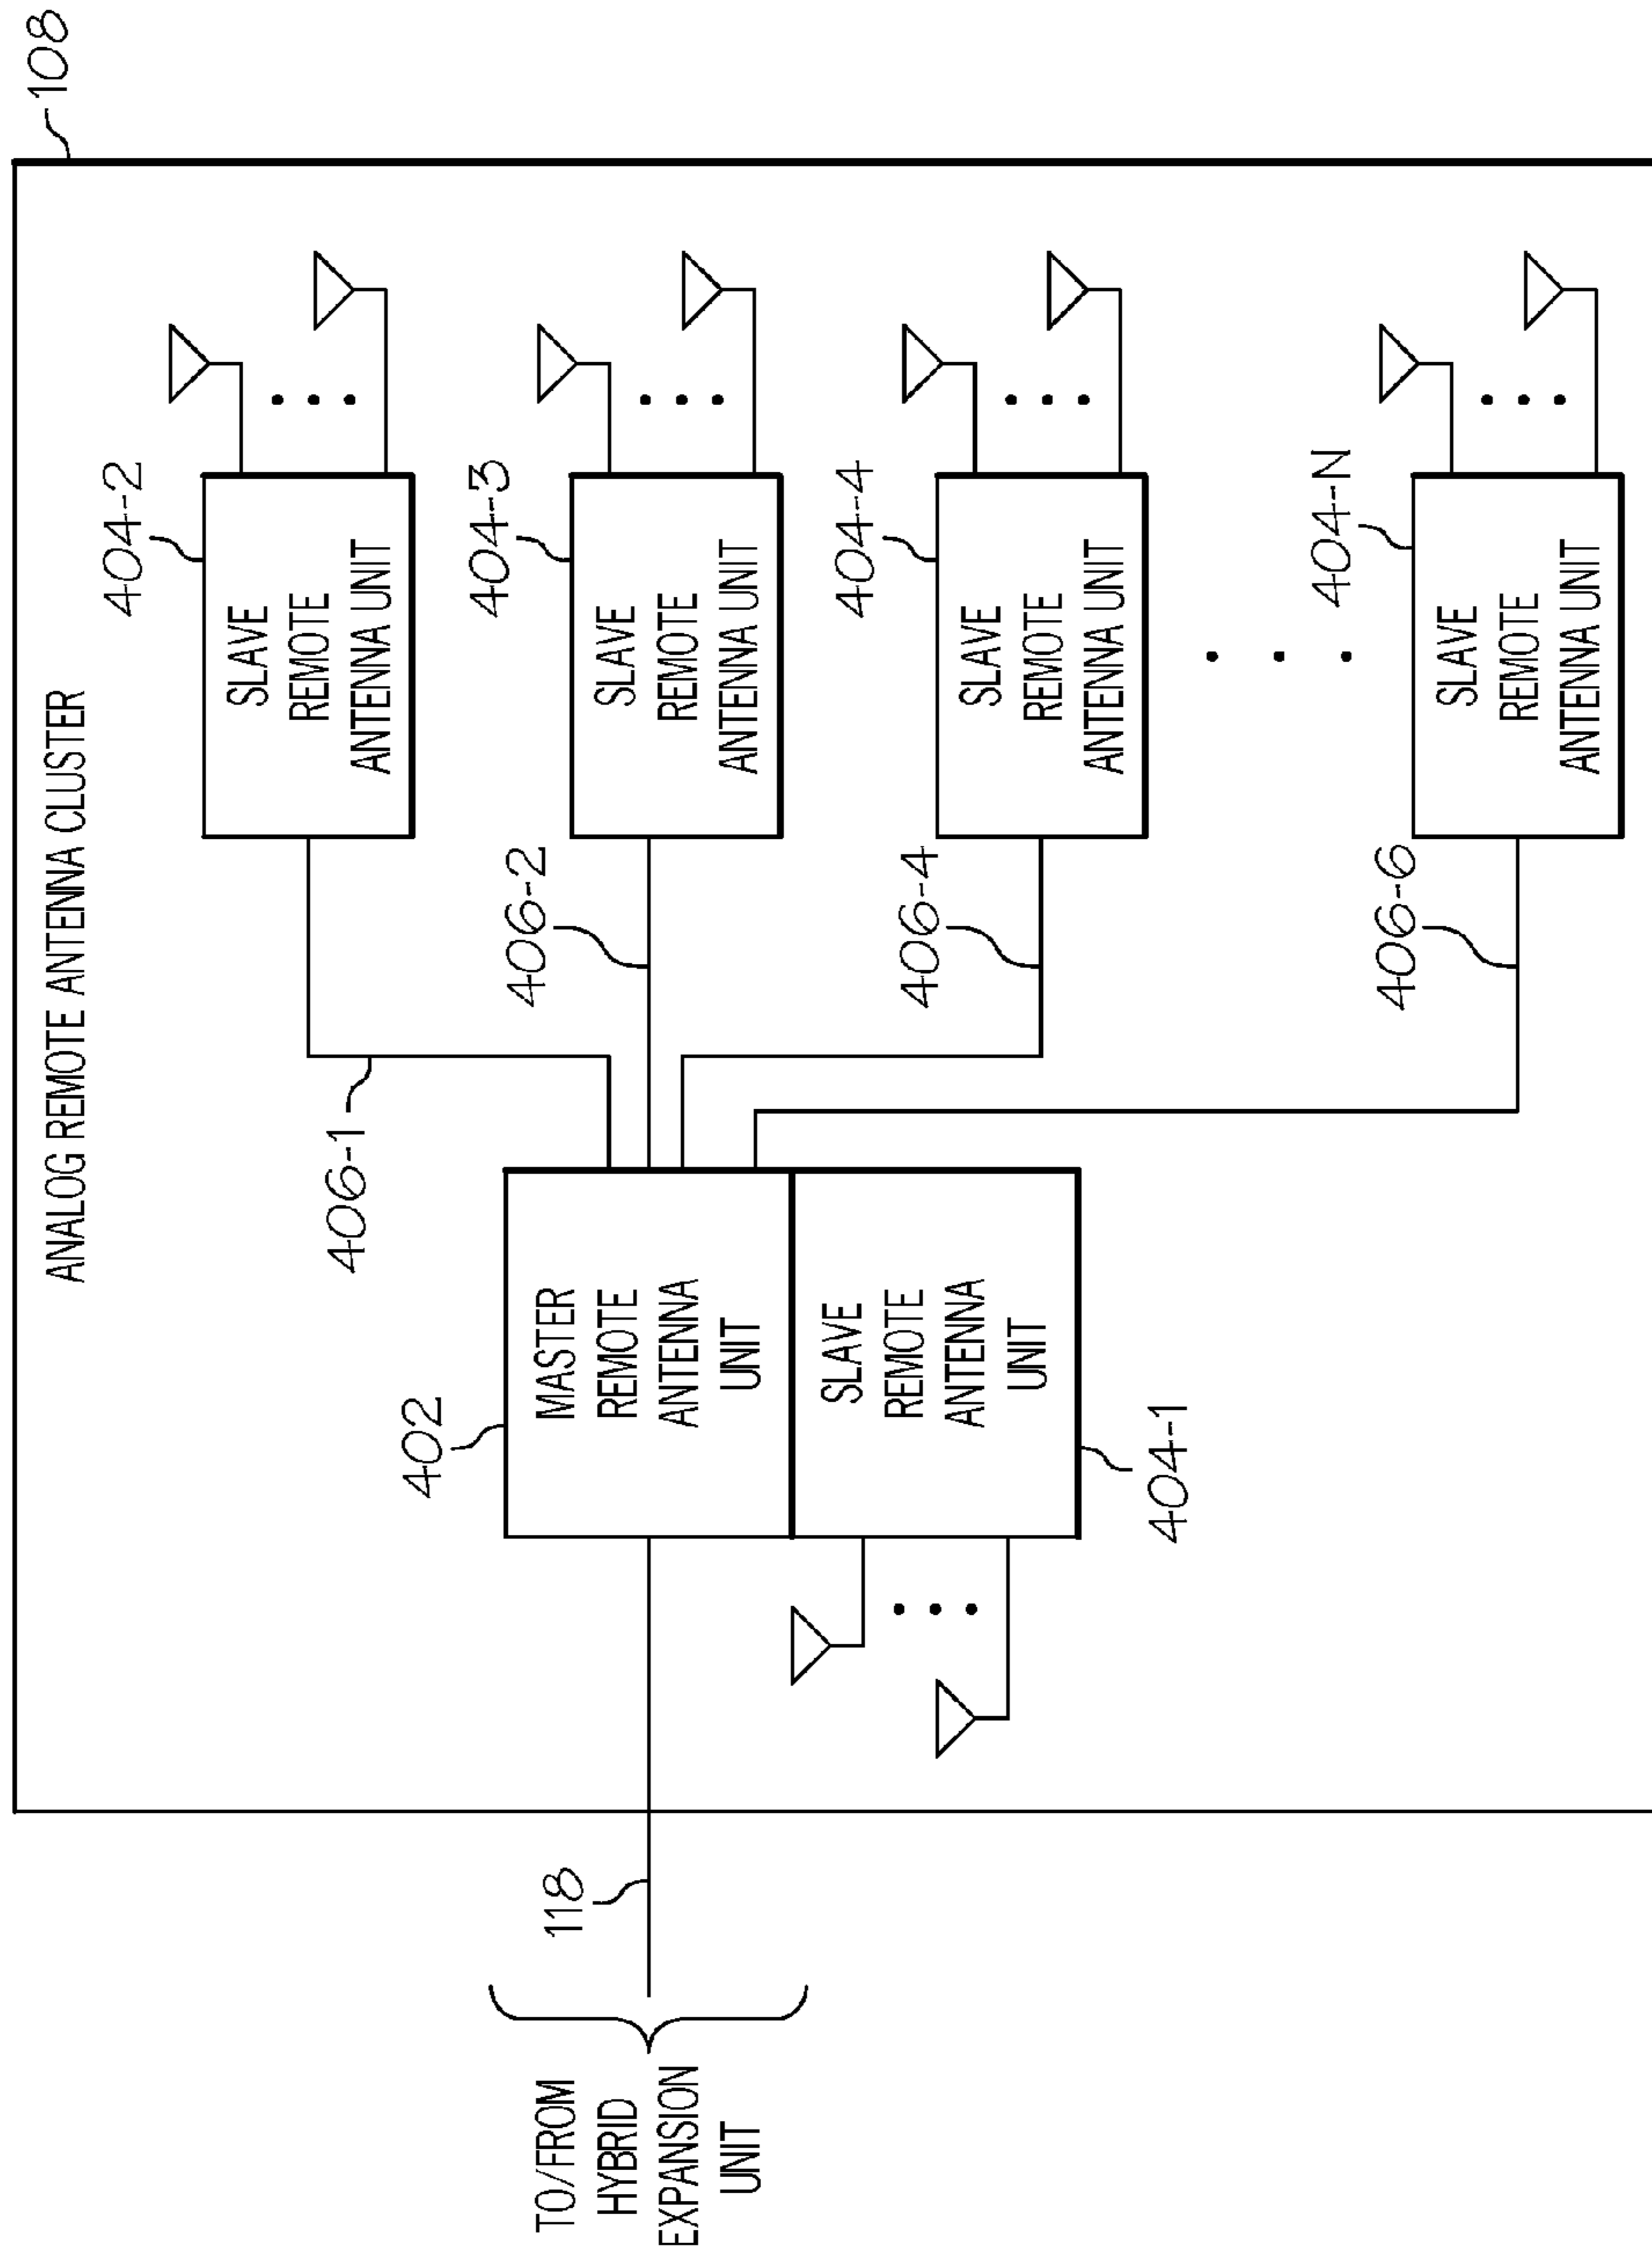 108
ANALOG REMOTE ANTENNA CLUSTER
404-2
SLAVE
REMOTE
ANTENNA UNIT
406-1
404-3
SLAVE
REMOTE
ANTENNA UNIT
406-2
402
MASTER
REMOTE
ANTENNA
UNIT
118
TO/FROM
HYBRID
EXPANSION
UNIT
404-4
SLAVE
REMOTE
ANTENNA UNIT
406-4
SLAVE
REMOTE
ANTENNA
UNIT
404-1
404-N
SLAVE
REMOTE
ANTENNA UNIT
406-6